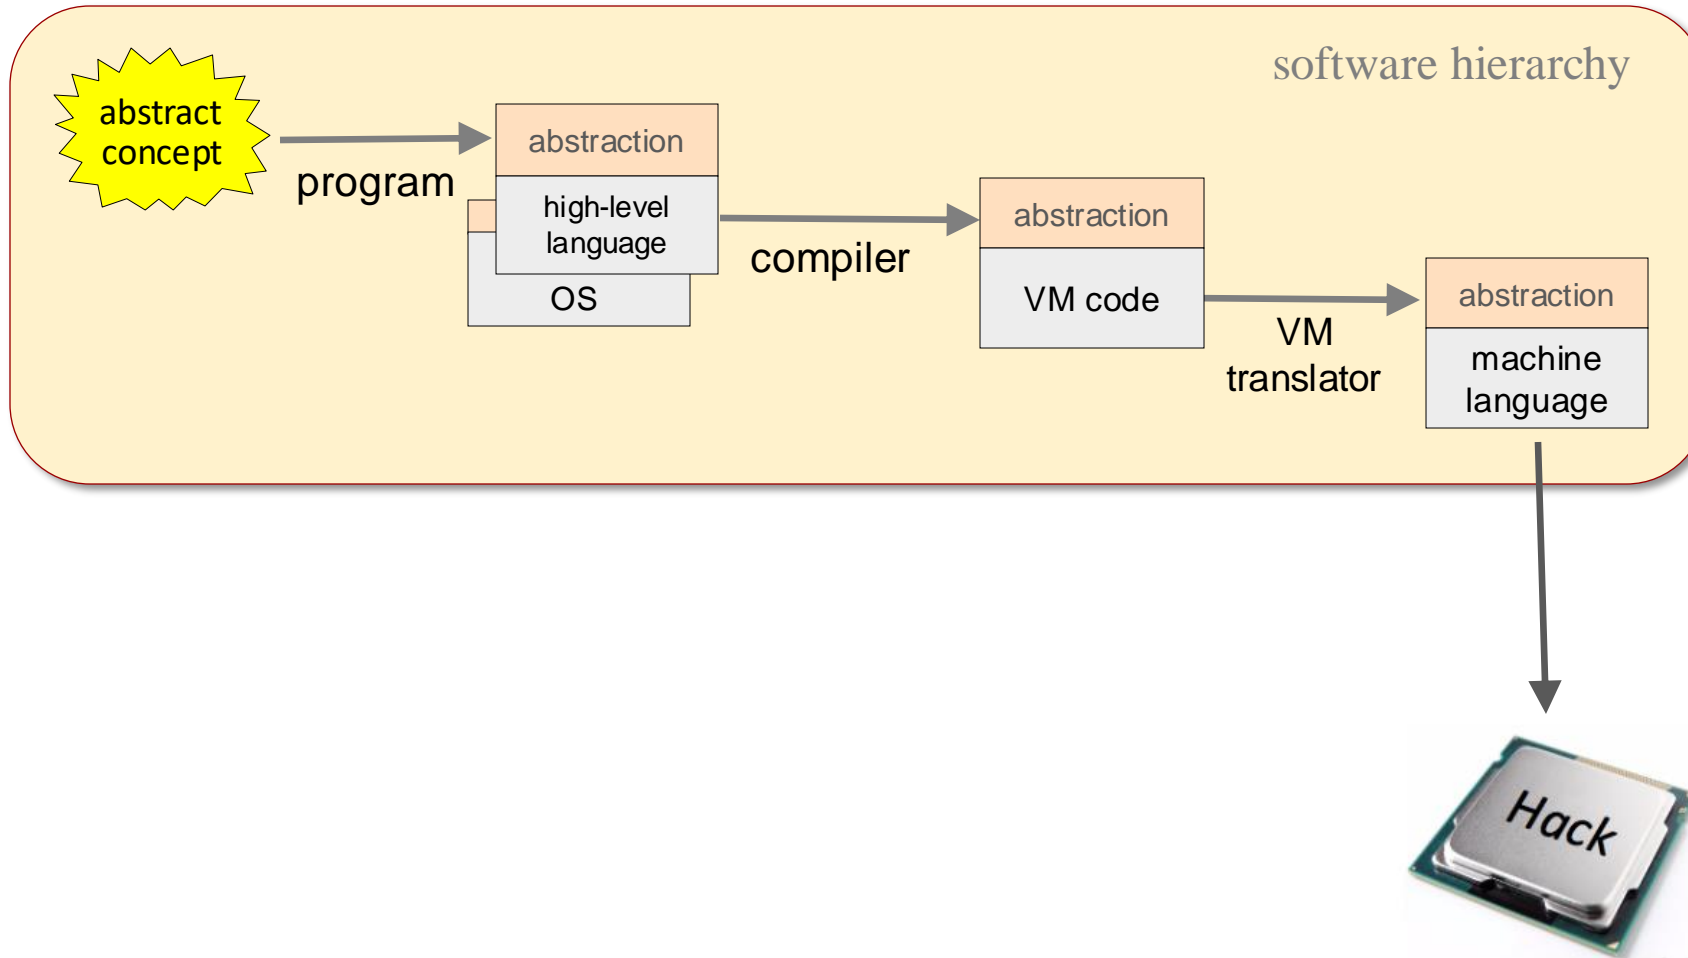 software hierarchy
abstract
concept
program
abstraction
high-level
language
OS
compiler
abstraction
VM code
VM
translator
abstraction
machine
language
Hack